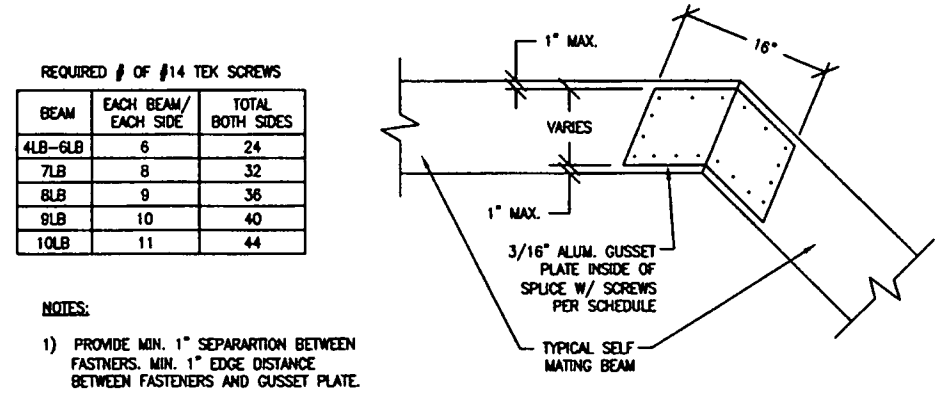 REQUIRED # OF #14 TEK SCREWS
BEAM
EACH BEAM/
EACH SIDE
TOTAL
BOTH SIDES
4LB-6LB 6 24
7LB 8 32
8LB 9 36
9LB 10 40
10LB 11 44
NOTES:
1) PROVIDE MIN. 1" SEPARARTION BETWEEN
FASTNERS. MIN. 1" EDGE DISTANCE
BETWEEN FASTENERS AND GUSSET PLATE.
1" MAX.
16"
VARIES
1" MAX.
3/16" ALUM. GUSSET
PLATE INSIDE OF
SPLICE W/ SCREWS
PER SCHEDULE
TYPICAL SELF
MATING BEAM